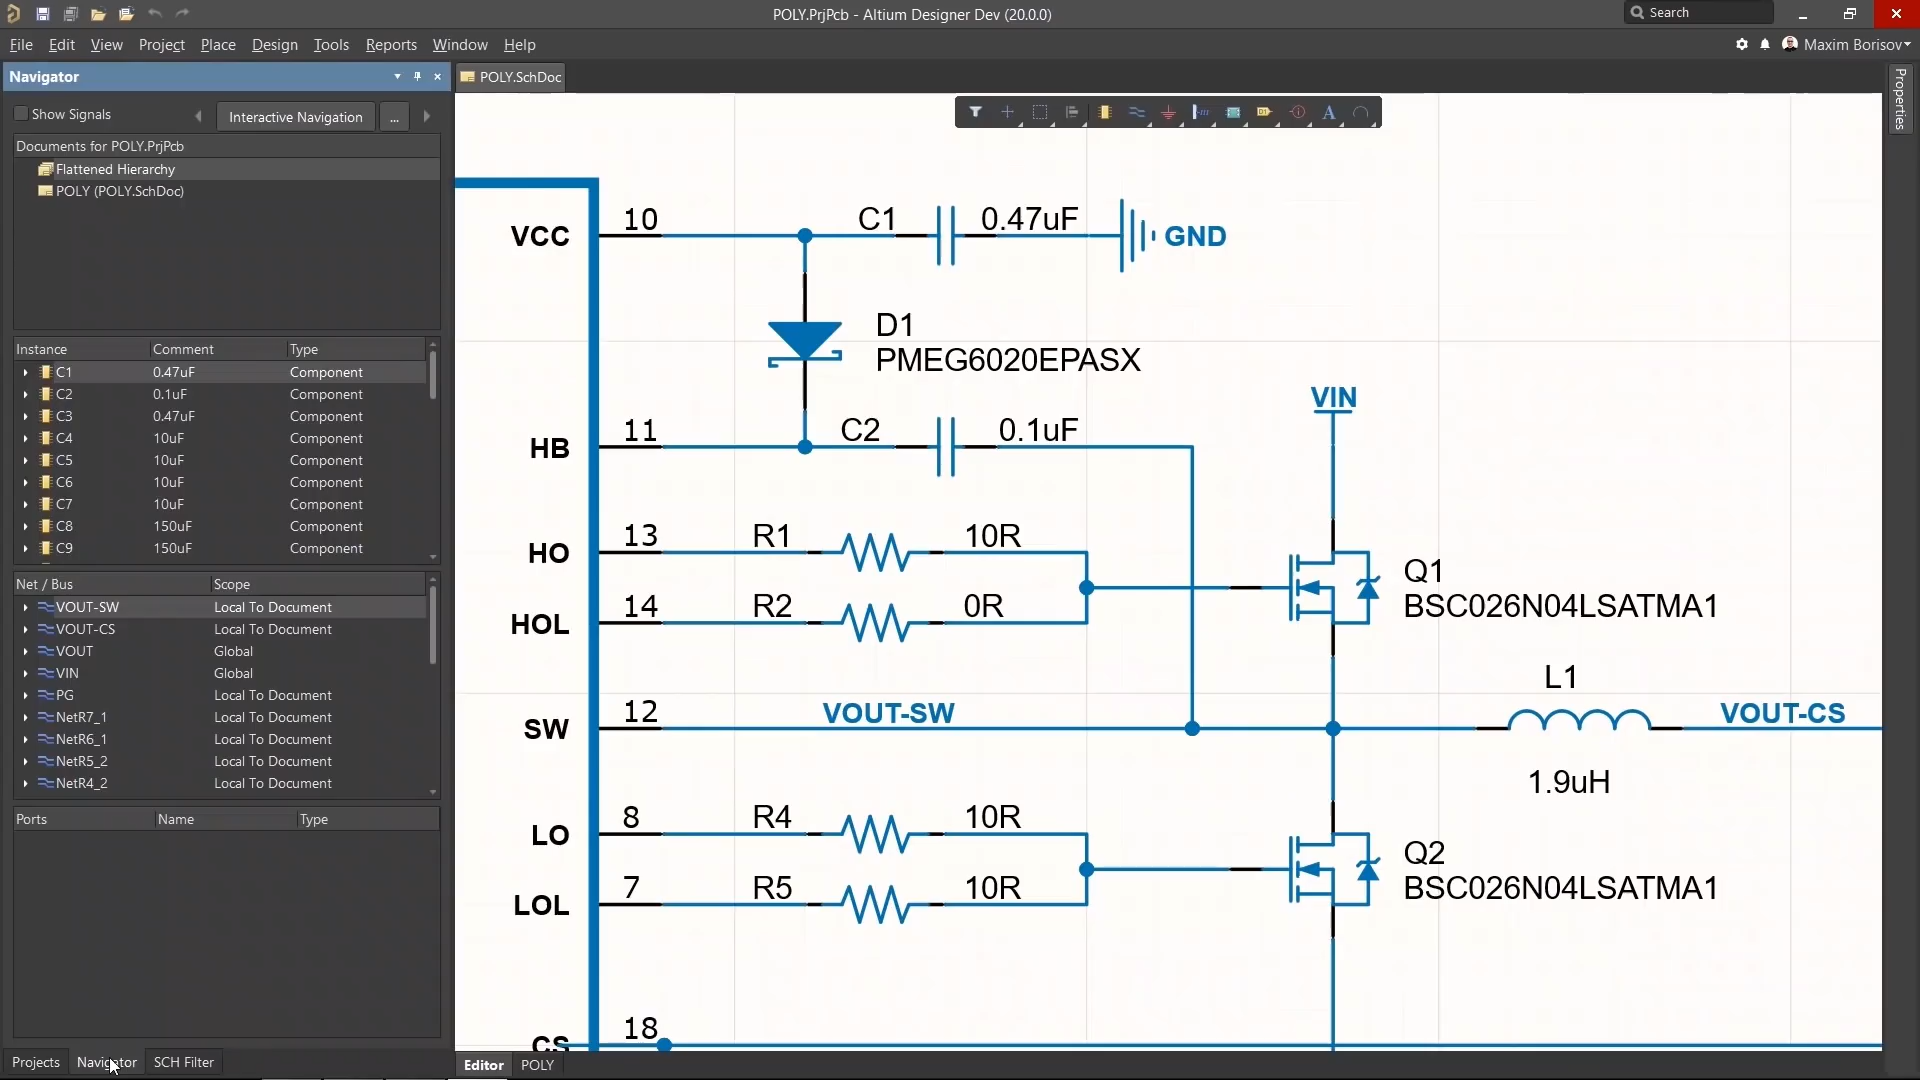 POLY.PrjPcb - Altium Designer Dev (20.0.0)
Search
File Edit View Project Place Design Tools Reports Window Help
Maxim Borisov
Navigator
POLY.SchDoc
Properties
Show Signals
Interactive Navigation
...
Documents for POLY.PrjPcb
Flattened Hierarchy
POLY (POLY.SchDoc)
Instance Comment Type
C1 0.47uF Component
C2 0.1uF Component
C3 0.47uF Component
C4 10uF Component
C5 10uF Component
C6 10uF Component
C7 10uF Component
C8 150uF Component
C9 150uF Component
Net / Bus Scope
VOUT-SW Local To Document
VOUT-CS Local To Document
VOUT Global
VIN Global
PG Local To Document
NetR7_1 Local To Document
NetR6_1 Local To Document
NetR5_2 Local To Document
NetR4_2 Local To Document
Ports Name Type
Projects Navigator SCH Filter
VCC 10 C1 0.47uF GND
D1
PMEG6020EPASX
VIN
HB 11 C2 0.1uF
HO 13 R1 10R
Q1
BSC026N04LSATMA1
HOL 14 R2 0R
L1
SW 12 VOUT-SW VOUT-CS
1.9uH
LO 8 R4 10R
Q2
BSC026N04LSATMA1
LOL 7 R5 10R
CS 18
Editor POLY